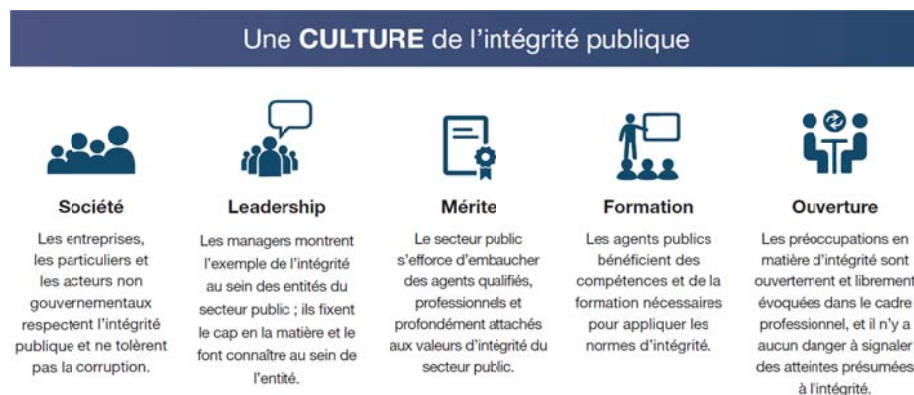 Une CULTURE de l'intégrité publique
Société
Les entreprises,
les particuliers et
les acteurs non
gouvernementaux
respectent l'intégrité
publique et ne tolèrent
pas la corruption.
Leadership
Les managers montrent
l'exemple de l'intégrité
au sein des entités du
secteur public ; ils fixent
le cap en la matière et le
font connaître au sein de
l'entité.
Mérite
Le secteur public
s'efforce d'embaucher
des agents qualifiés,
professionnels et
profondément attachés
aux valeurs d'intégrité du
secteur public.
Formation
Les agents publics
bénéficient des
compétences et de la
formation nécessaires
pour appliquer les
normes d'intégrité.
Ouverture
Les préoccupations en
matière d'intégrité sont
ouvertement et librement
évoquées dans le cadre
professionnel, et il n'y a
aucun danger à signaler
des atteintes présumées
à l'intégrité.